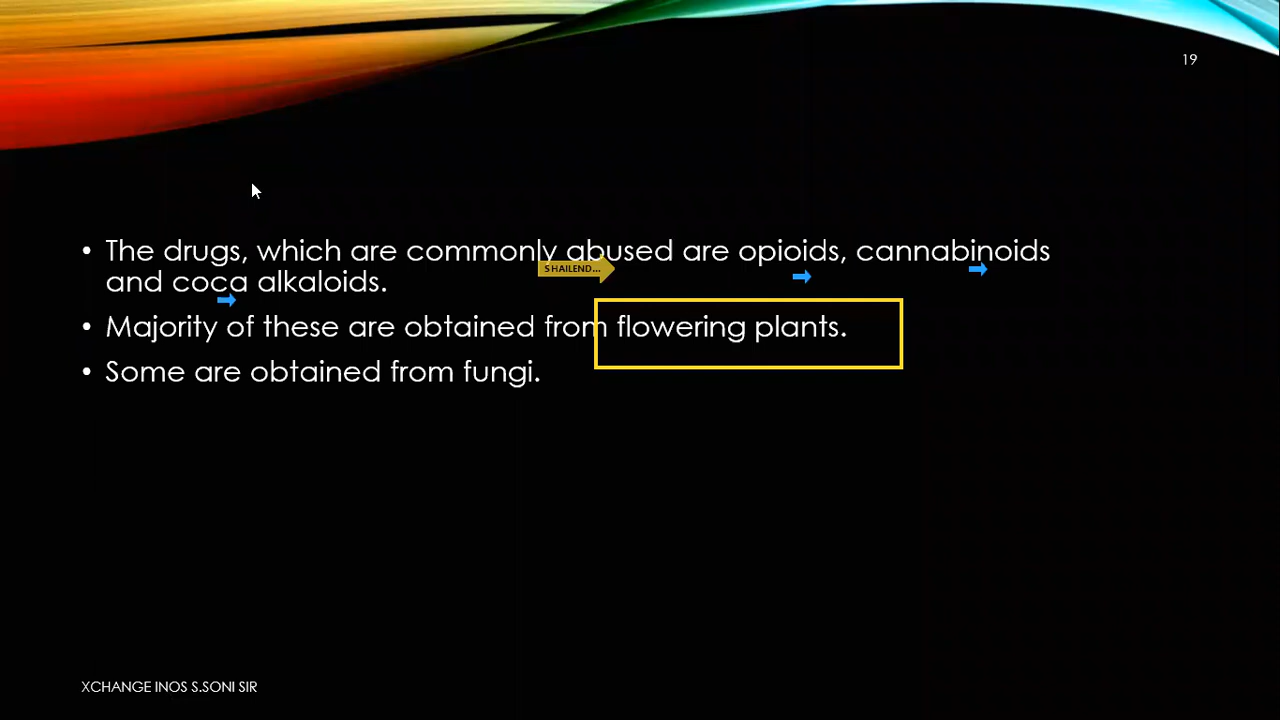 19
• The drugs, which are commonly abused are opioids, cannabinoids
SHAILEND...
and coca alkaloids.
• Majority of these are obtained from flowering plants.
• Some are obtained from fungi.
XCHANGE INOS S.SONI SIR